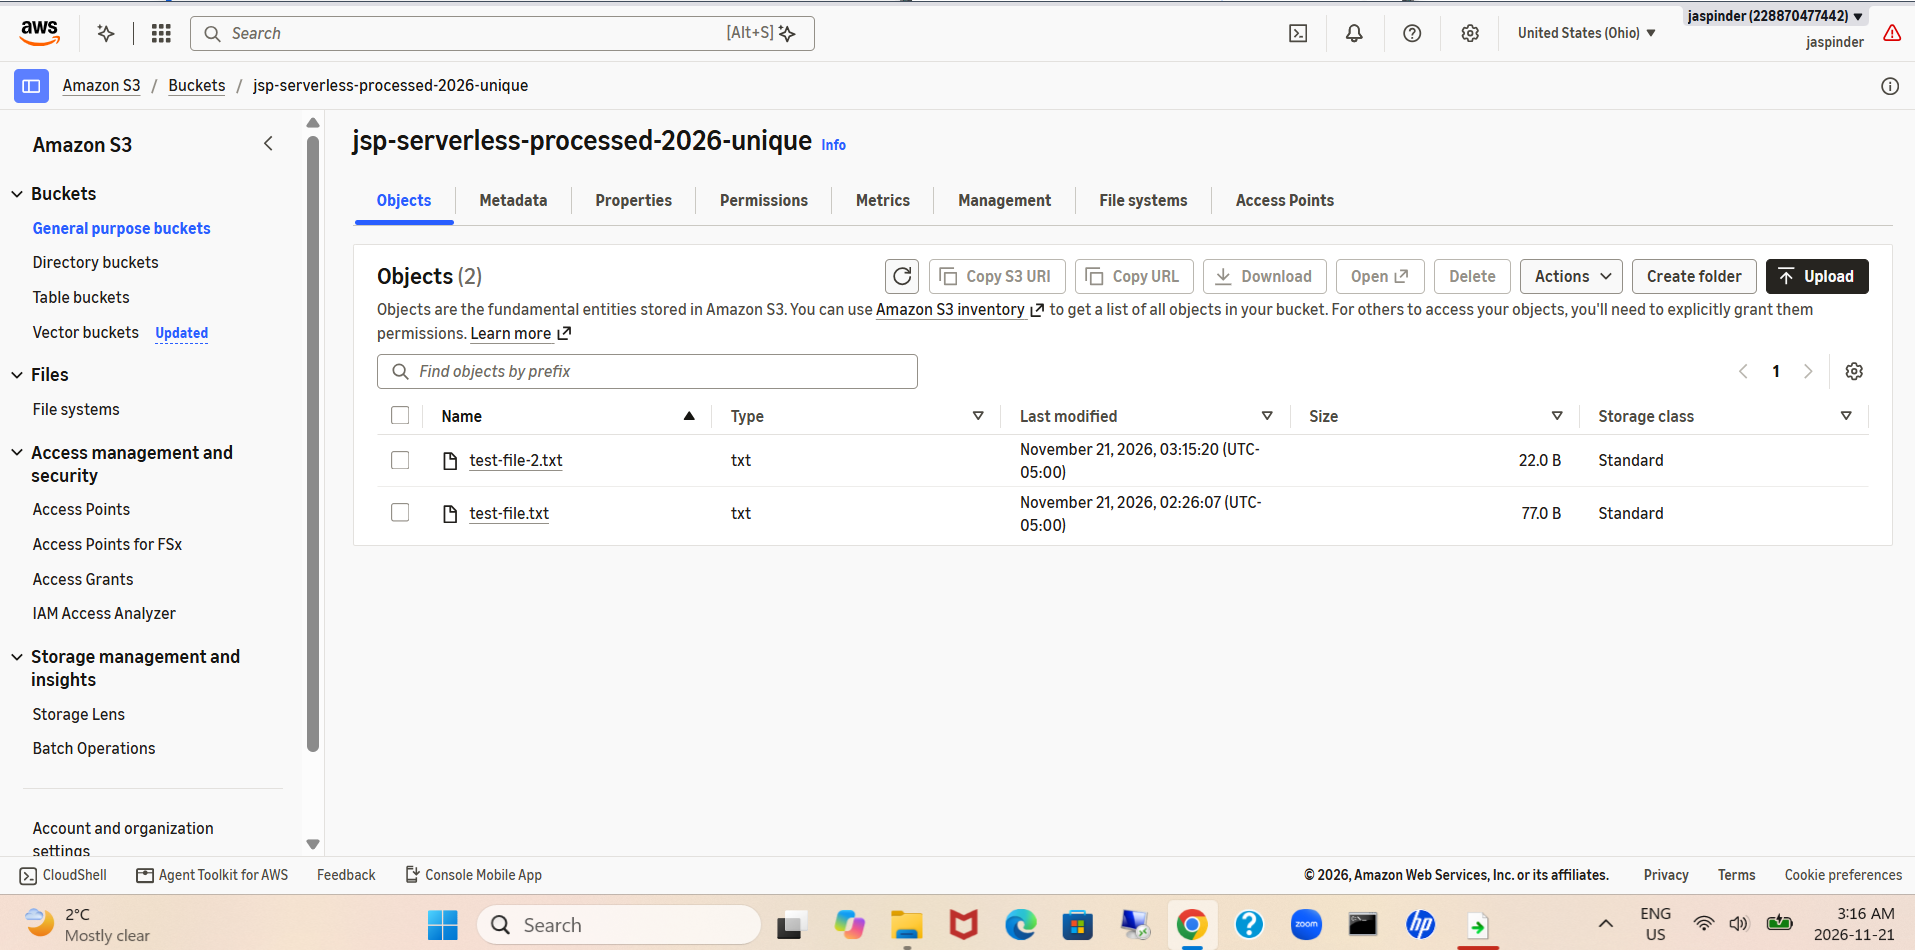 aws
Search
[Alt+S]
United States (Ohio)
jaspinder (228870477442)
jaspinder
Amazon S3 / Buckets / jsp-serverless-processed-2026-unique
Amazon S3
Buckets
General purpose buckets
Directory buckets
Table buckets
Vector buckets Updated
Files
File systems
Access management and
security
Access Points
Access Points for FSx
Access Grants
IAM Access Analyzer
Storage management and
insights
Storage Lens
Batch Operations
Account and organization
settings
jsp-serverless-processed-2026-unique Info
Objects Metadata Properties Permissions Metrics Management File systems Access Points
Objects (2)
Copy S3 URI Copy URL Download Open Delete Actions Create folder Upload
Objects are the fundamental entities stored in Amazon S3. You can use Amazon S3 inventory to get a list of all objects in your bucket. For others to access your objects, you'll need to explicitly grant them
permissions. Learn more
Find objects by prefix
1
Name Type Last modified Size Storage class
test-file-2.txt txt November 21, 2026, 03:15:20 (UTC-
05:00) 22.0 B Standard
test-file.txt txt November 21, 2026, 02:26:07 (UTC-
05:00) 77.0 B Standard
CloudShell Agent Toolkit for AWS Feedback Console Mobile App
© 2026, Amazon Web Services, Inc. or its affiliates. Privacy Terms Cookie preferences
2°C
Mostly clear
Search
zoom
hp
ENG
US
3:16 AM
2026-11-21